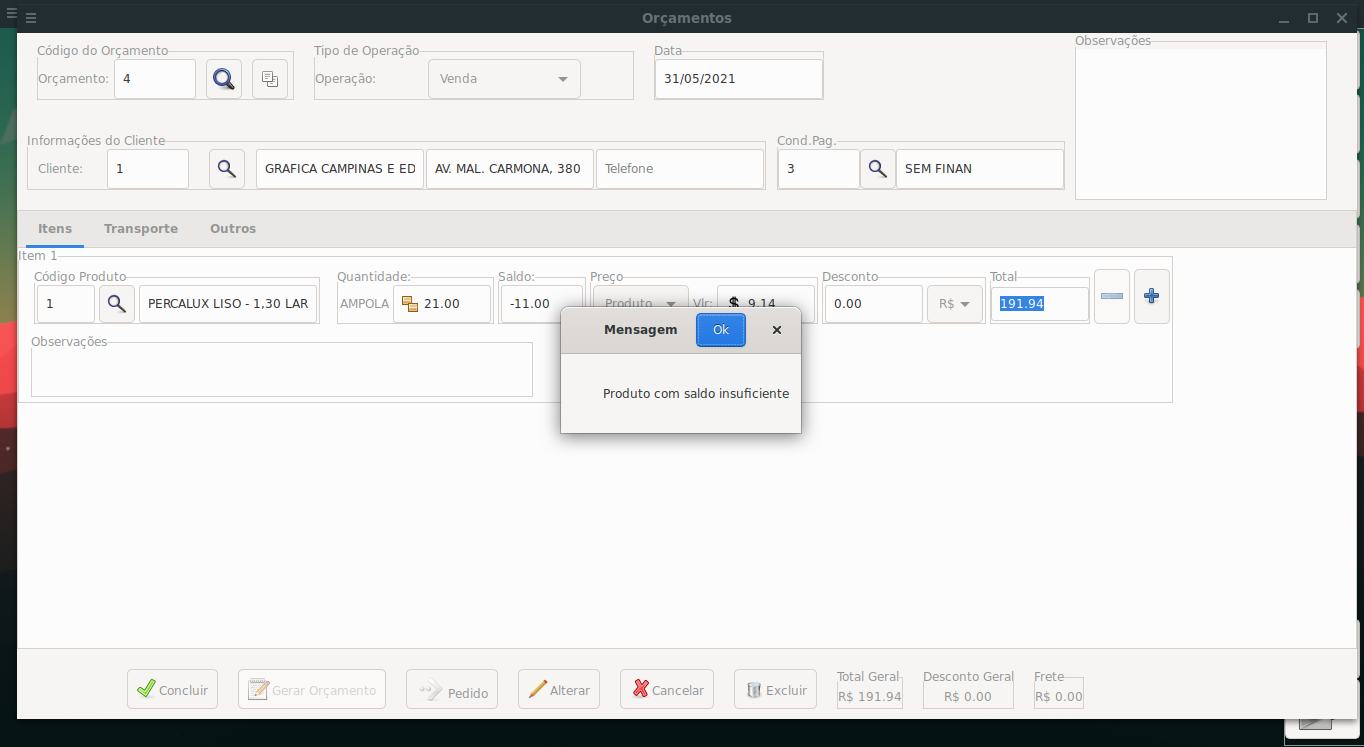 Orçamentos
Código do Orçamento
Tipo de Operação
Data
Observações
Orçamento: 4
Operação: Venda
31/05/2021
Informações do Cliente
Cond.Pag.
Cliente: 1 GRAFICA CAMPINAS E ED AV. MAL. CARMONA, 380 Telefone
3 SEM FINAN
Itens Transporte Outros
Item 1
Código Produto Quantidade: Saldo: Preço Desconto Total
1 PERCALUX LISO - 1,30 LAR AMPOLA 21.00 -11.00 Produto Vlr: $ 9.14 0.00 R$ 191.94
Observações
Mensagem Ok
Produto com saldo insuficiente
Concluir Gerar Orçamento Pedido Alterar Cancelar Excluir
Total Geral Desconto Geral Frete
R$ 191.94 R$ 0.00 R$ 0.00